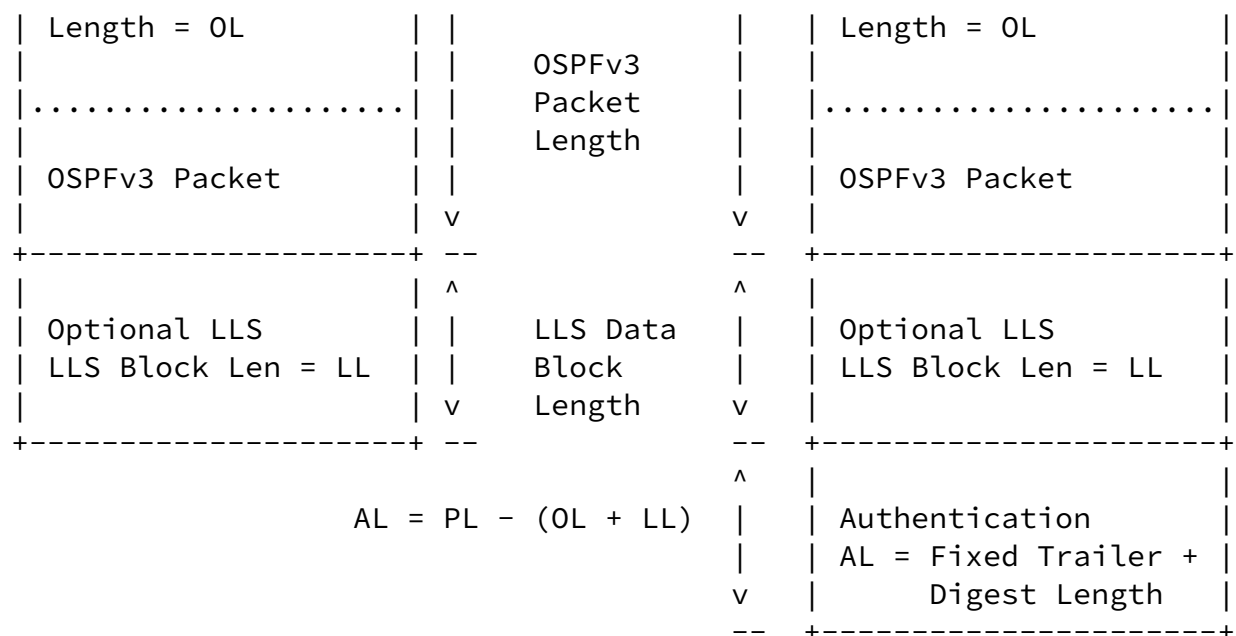 | Length = OL         | |               |   | Length = OL          |
|                     | |    OSPFv3     |   |                      |
|.....................| |    Packet     |   |......................|
|                     | |    Length     |   |                      |
| OSPFv3 Packet       | |               |   | OSPFv3 Packet        |
|                     | v               v   |                      |
+---------------------+ --              --  +----------------------+
|                     | ^               ^   |                      |
| Optional LLS        | |    LLS Data   |   | Optional LLS         |
| LLS Block Len = LL  | |    Block      |   | LLS Block Len = LL   |
|                     | v    Length     v   |                      |
+---------------------+ --              --  +----------------------+
                                        ^   |                      |
                   AL = PL - (OL + LL)  |   | Authentication       |
                                        |   | AL = Fixed Trailer + |
                                        v   |      Digest Length   |
                                        --  +----------------------+